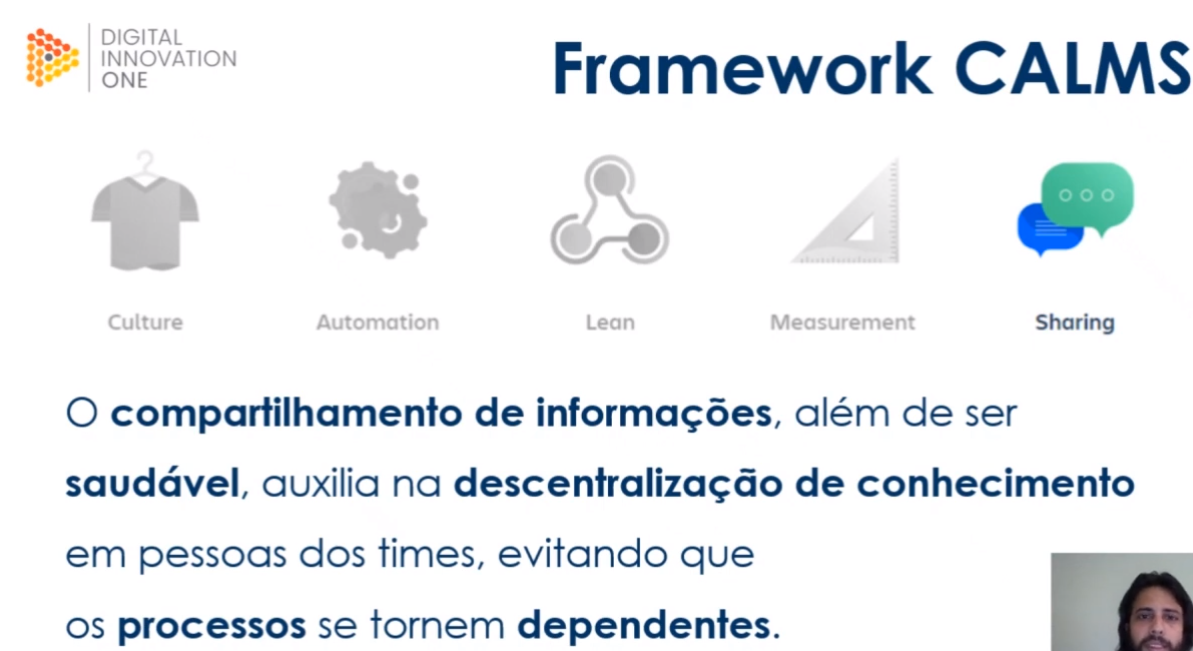 DIGITAL
INNOVATION
ONE
Framework CALMS
Culture
Automation
Lean
Measurement
Sharing
O compartilhamento de informações, além de ser
saudável, auxilia na descentralização de conhecimento
em pessoas dos times, evitando que
os processos se tornem dependentes.